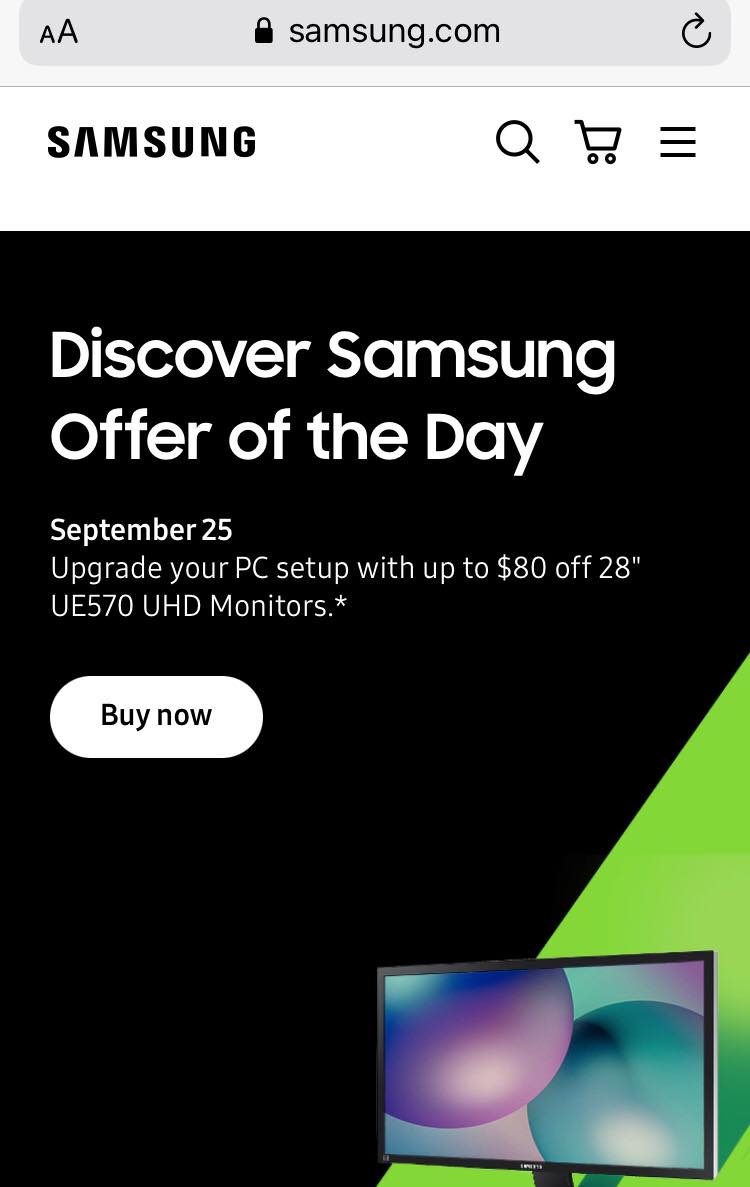 AA samsung.com
SAMSUNG
Discover Samsung
Offer of the Day
September 25
Upgrade your PC setup with up to $80 off 28"
UE570 UHD Monitors.*
Buy now
SAMSUNG